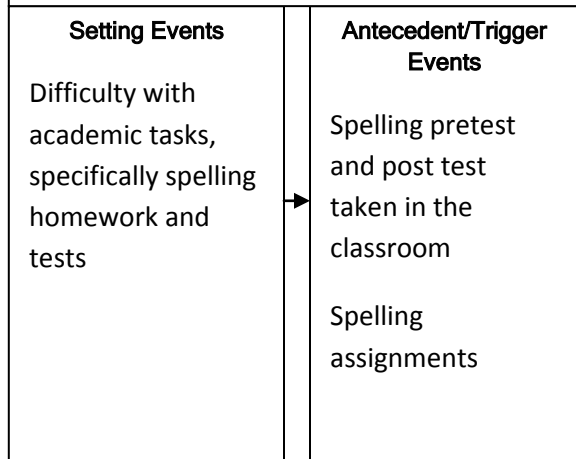 Setting Events
Difficulty with
academic tasks,
specifically spelling
homework and
tests
Antecedent/Trigger
Events
Spelling pretest
and post test
taken in the
classroom
Spelling
assignments